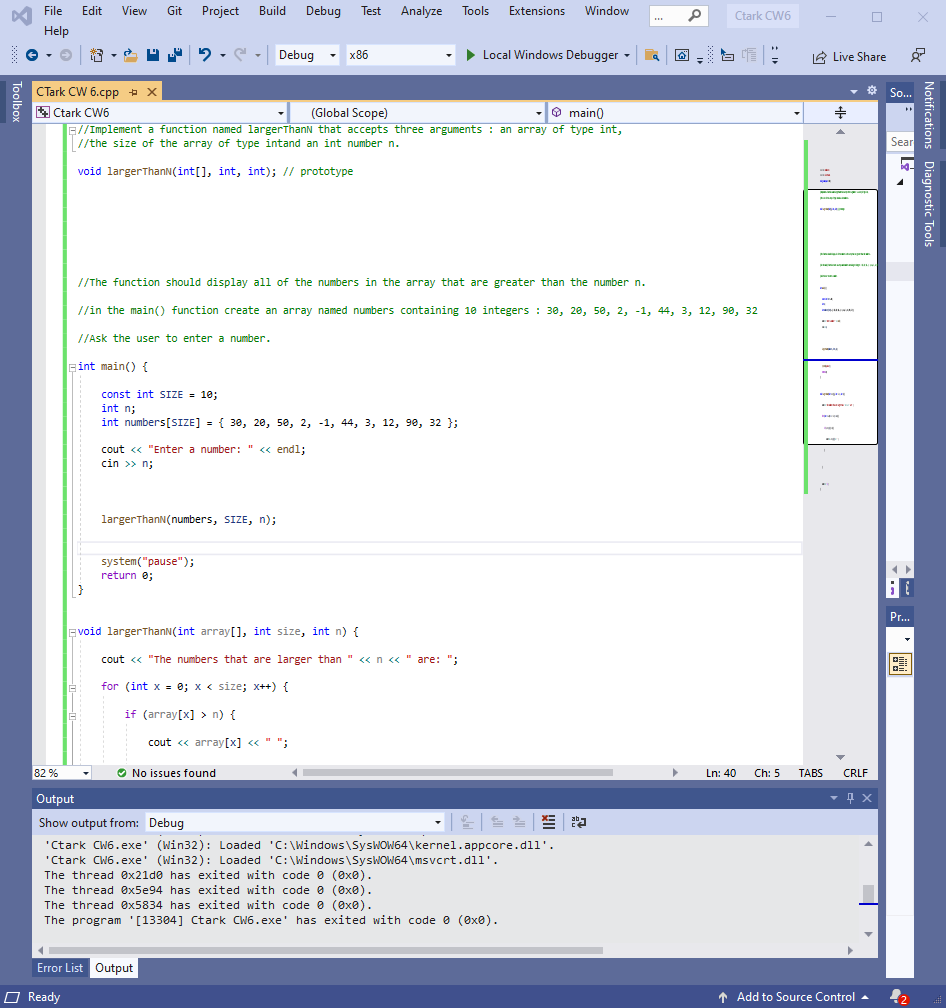 File Edit View Git Project Build Debug Test Analyze Tools Extensions Window ... Ctark CW6
Help
Debug x86 Local Windows Debugger Live Share
Toolbox
CTark CW 6.cpp
Ctark CW6 (Global Scope) main()
//Implement a function named largerThanN that accepts three arguments : an array of type int,
//the size of the array of type intand an int number n.
void largerThanN(int[], int, int); // prototype
//The function should display all of the numbers in the array that are greater than the number n.
//in the main() function create an array named numbers containing 10 integers : 30, 20, 50, 2, -1, 44, 3, 12, 90, 32
//Ask the user to enter a number.
int main() {
const int SIZE = 10;
int n;
int numbers[SIZE] = { 30, 20, 50, 2, -1, 44, 3, 12, 90, 32 };
cout << "Enter a number: " << endl;
cin >> n;
largerThanN(numbers, SIZE, n);
system("pause");
return 0;
}
void largerThanN(int array[], int size, int n) {
cout << "The numbers that are larger than " << n << " are: ";
for (int x = 0; x < size; x++) {
if (array[x] > n) {
cout << array[x] << " ";
82 % No issues found Ln: 40 Ch: 5 TABS CRLF
So...
Sear
Pr...
Notifications
Diagnostic Tools
Output
Show output from: Debug
'Ctark CW6.exe' (Win32): Loaded 'C:\Windows\SysWOW64\kernel.appcore.dll'.
'Ctark CW6.exe' (Win32): Loaded 'C:\Windows\SysWOW64\msvcrt.dll'.
The thread 0x21d0 has exited with code 0 (0x0).
The thread 0x5e94 has exited with code 0 (0x0).
The thread 0x5834 has exited with code 0 (0x0).
The program '[13304] Ctark CW6.exe' has exited with code 0 (0x0).
Error List Output
Ready Add to Source Control 2